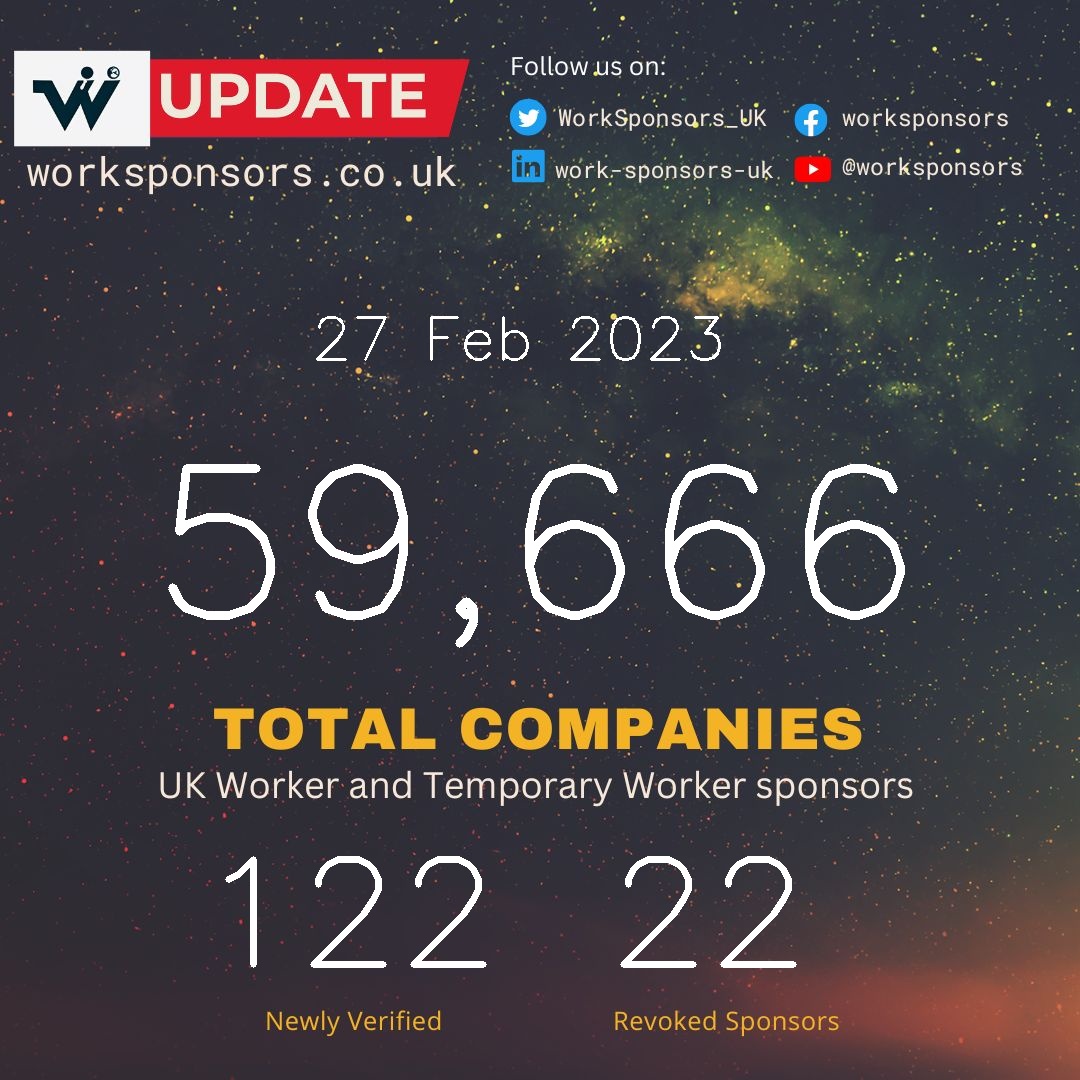 UPDATE
worksponsors.co.uk
Follow us on:
WorkSponsors_UK
worksponsors
work-sponsors-uk
@worksponsors
27 Feb 2023
59,666
TOTAL COMPANIES
UK Worker and Temporary Worker sponsors
122 22
Newly Verified Revoked Sponsors